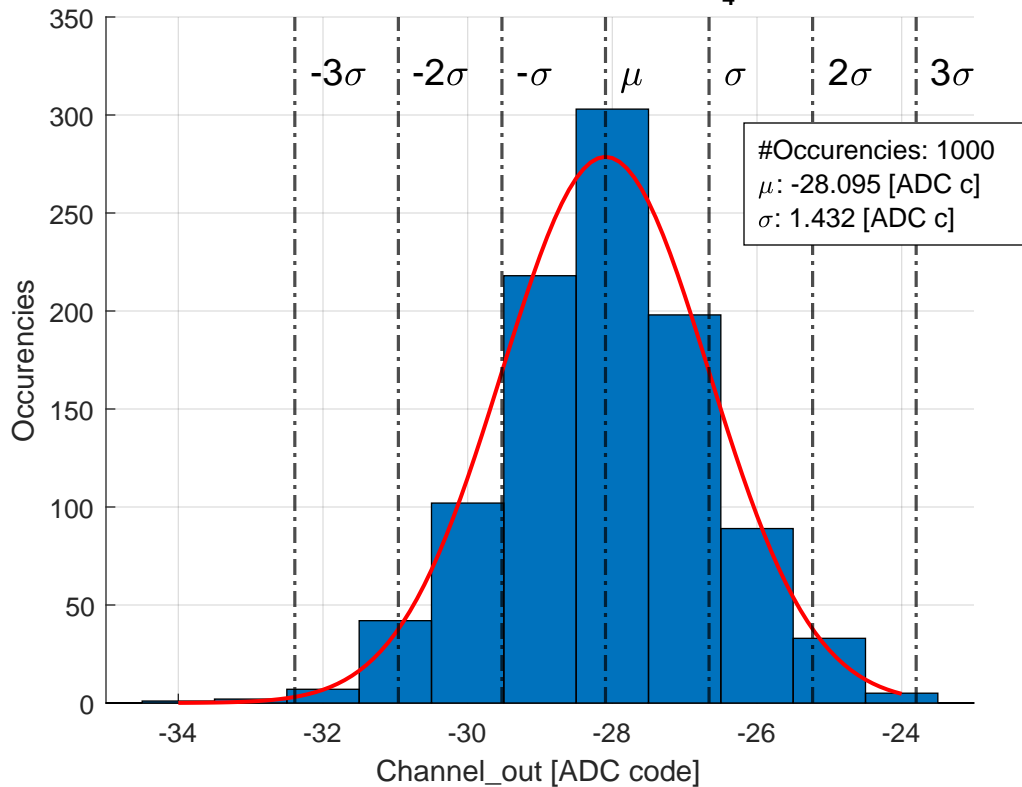 4
350
300
250
200
150
100
50
0
-3σ -2σ -σ μ σ 2σ 3σ
#Occurencies: 1000
μ: -28.095 [ADC c]
σ: 1.432 [ADC c]
Occurencies
-34 -32 -30 -28 -26 -24
Channel_out [ADC code]